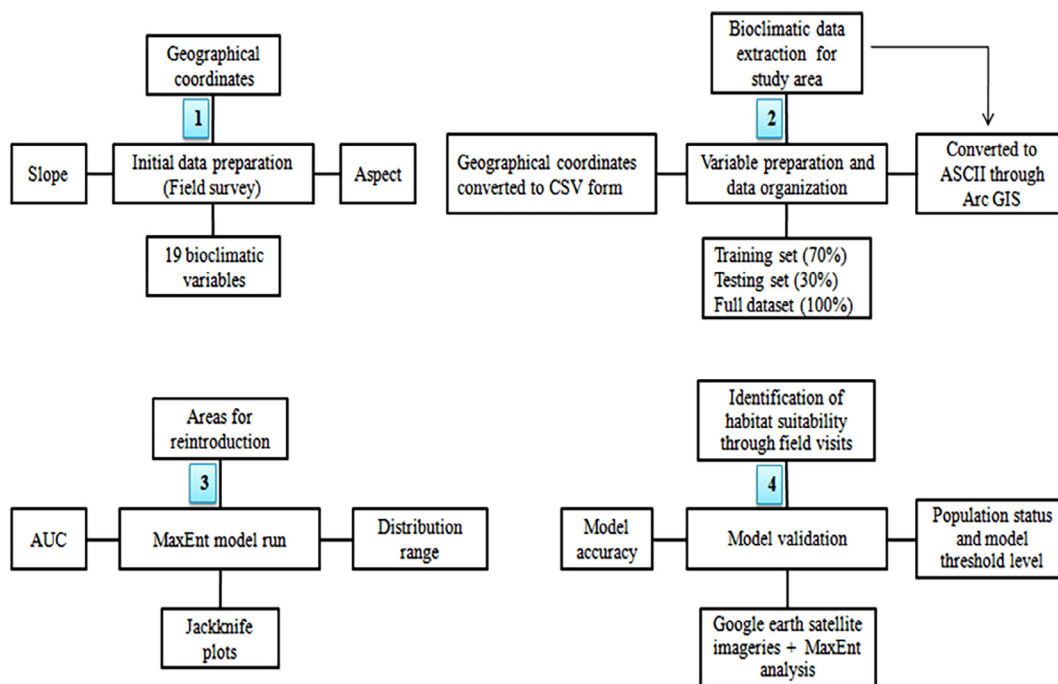 Geographical
coordinates
1
Slope
Initial data preparation
(Field survey)
Aspect
19 bioclimatic
variables
Bioclimatic data
extraction for
study area
2
Geographical coordinates
converted to CSV form
Variable preparation and
data organization
Converted to
ASCII through
Arc GIS
Training set (70%)
Testing set (30%)
Full dataset (100%)
Areas for
reintroduction
3
AUC
MaxEnt model run
Distribution
range
Jackknife
plots
Identification of
habitat suitability
through field visits
4
Model
accuracy
Model validation
Population status
and model
threshold level
Google earth satellite
imageries + MaxEnt
analysis